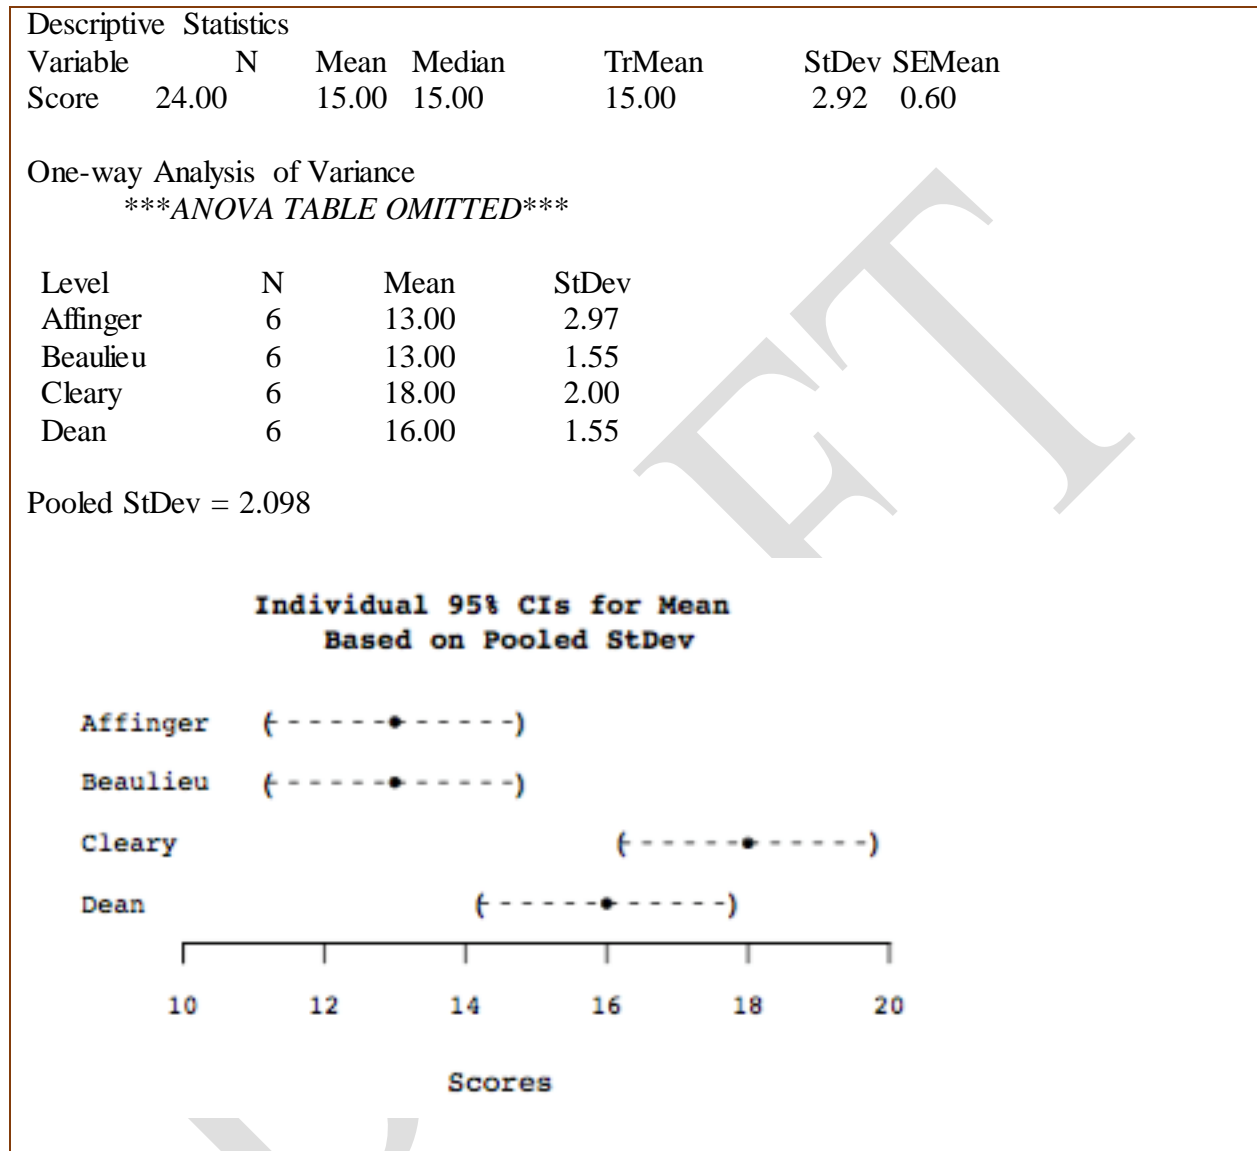 Descriptive Statistics
Variable N Mean Median TrMean StDev SEMean
Score 24.00 15.00 15.00 15.00 2.92 0.60
One-way Analysis of Variance
***ANOVA TABLE OMITTED***
Level N Mean StDev
Affinger 6 13.00 2.97
Beaulieu 6 13.00 1.55
Cleary 6 18.00 2.00
Dean 6 16.00 1.55
Pooled StDev = 2.098
Individual 95% CIs for Mean
Based on Pooled StDev
Affinger
Beaulieu
Cleary
Dean
10 12 14 16 18 20
Scores
FT